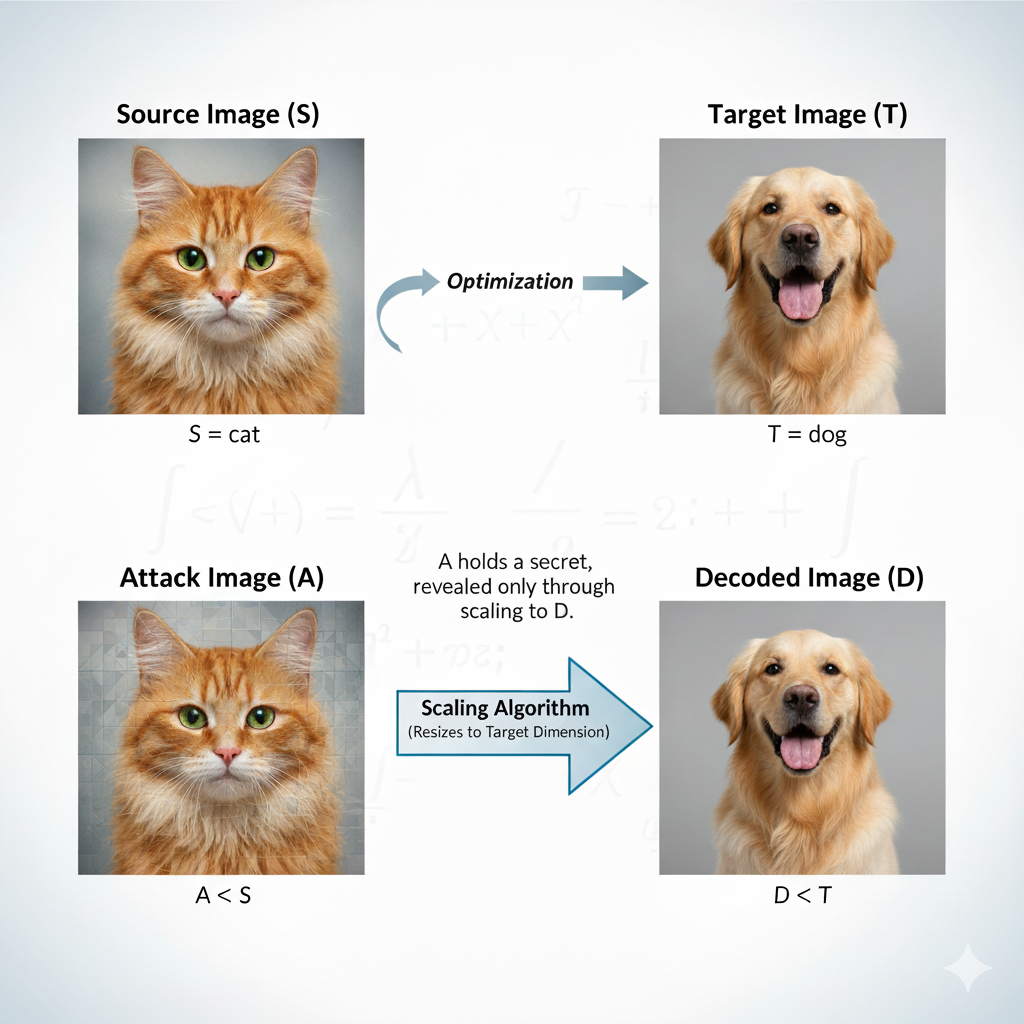 Source Image (S)
Target Image (T)
Optimization
S = cat
T = dog
Attack Image (A)
A holds a secret,
revealed only through
scaling to D.
Decoded Image (D)
Scaling Algorithm
(Resizes to Target Dimension)
A < S
D < T